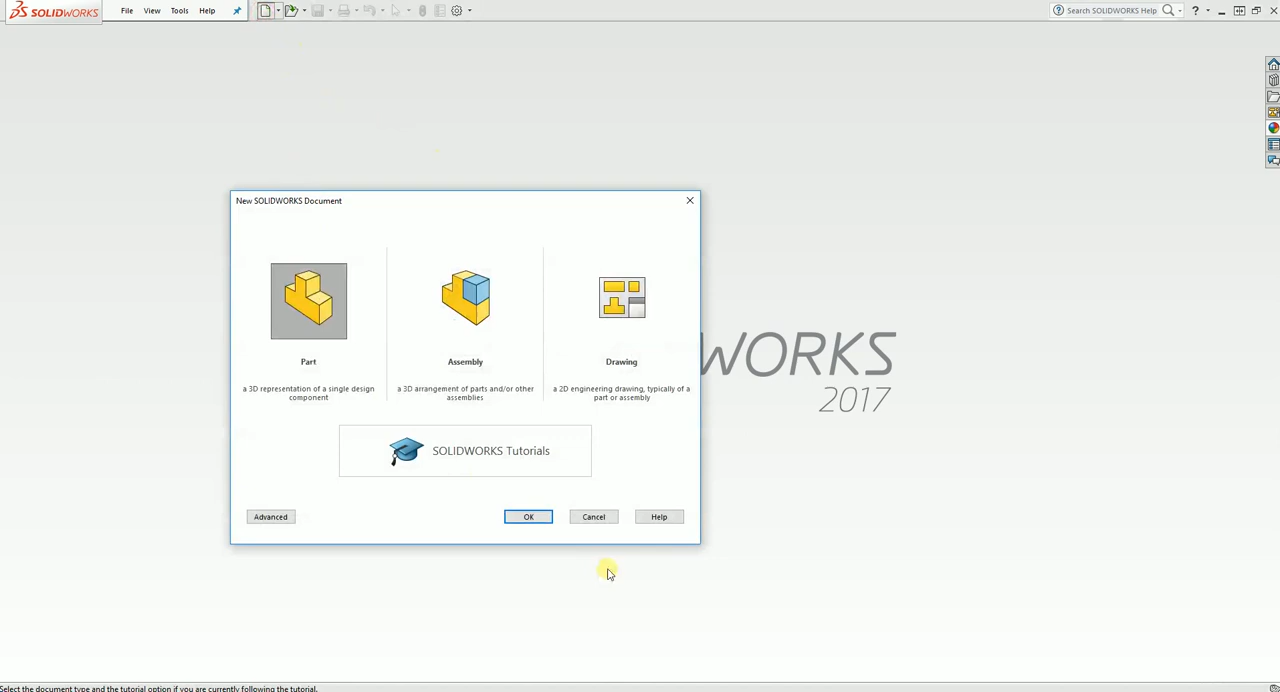 SOLIDWORKS File View Tools Help Search SOLIDWORKS Help ?
New SOLIDWORKS Document
Part Assembly Drawing
a 3D representation of a single design component
a 3D arrangement of parts and/or other assemblies
a 2D engineering drawing, typically of a part or assembly
SOLIDWORKS Tutorials
Advanced OK Cancel Help
WORKS
2017
Select the document type and the tutorial option if you are currently following the tutorial.